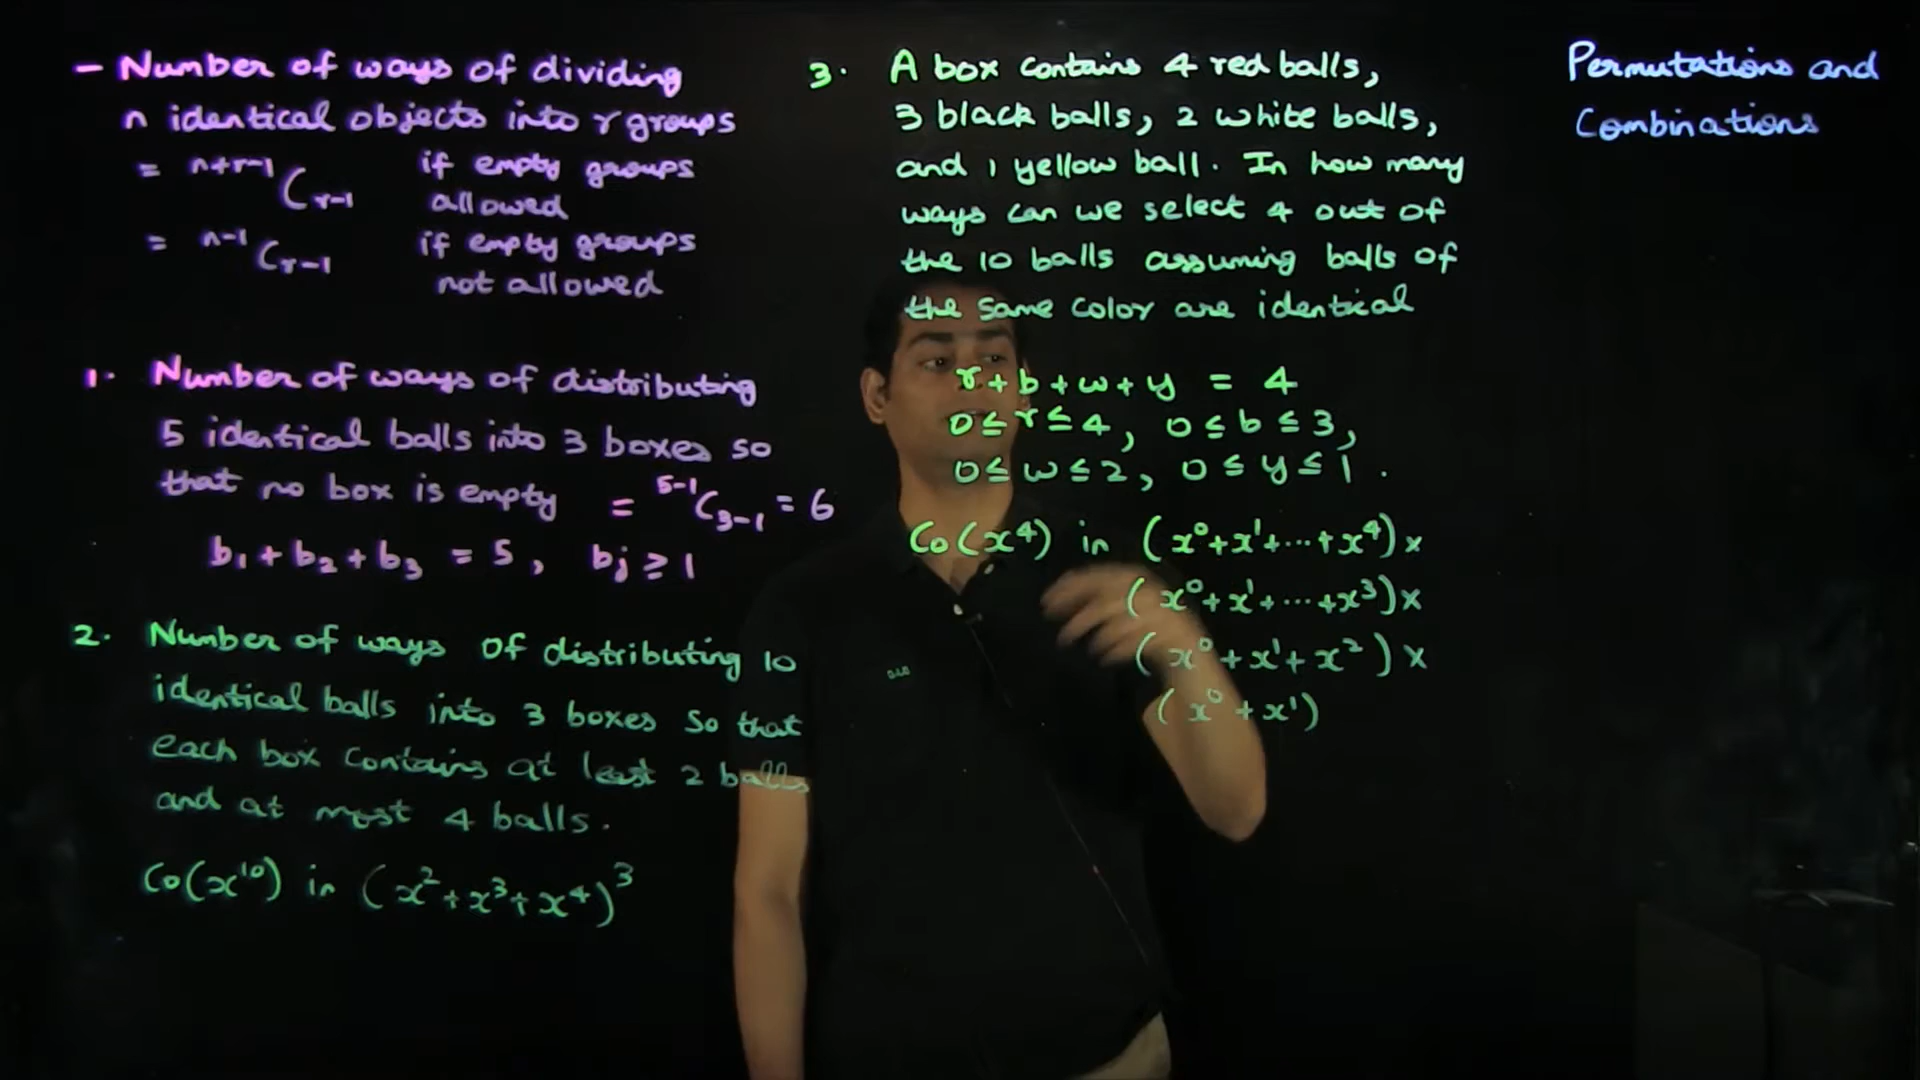 - Number of ways of dividing
n identical objects into r groups
= ⁿ⁺ʳ⁻¹Cᵣ₋₁ if empty groups
allowed
= ⁿ⁻¹Cᵣ₋₁ if empty groups
not allowed
1. Number of ways of distributing
5 identical balls into 3 boxes so
that no box is empty = ⁵⁻¹C₃₋₁ = 6
b₁ + b₂ + b₃ = 5, bⱼ ≥ 1
2. Number of ways of distributing 10
identical balls into 3 boxes so that
each box contains at least 2 balls
and at most 4 balls.
Co(x¹⁰) in (x² + x³ + x⁴)³
3. A box contains 4 red balls,
3 black balls, 2 white balls,
and 1 yellow ball. In how many
ways can we select 4 out of
the 10 balls assuming balls of
the same color are identical
r + b + w + y = 4
0 ≤ r ≤ 4, 0 ≤ b ≤ 3,
0 ≤ w ≤ 2, 0 ≤ y ≤ 1.
Co(x⁴) in (x⁰ + x¹ + ... + x⁴) ×
(x⁰ + x¹ + ... + x³) ×
(x⁰ + x¹ + x²) ×
(x⁰ + x¹)
Permutations and
Combinations